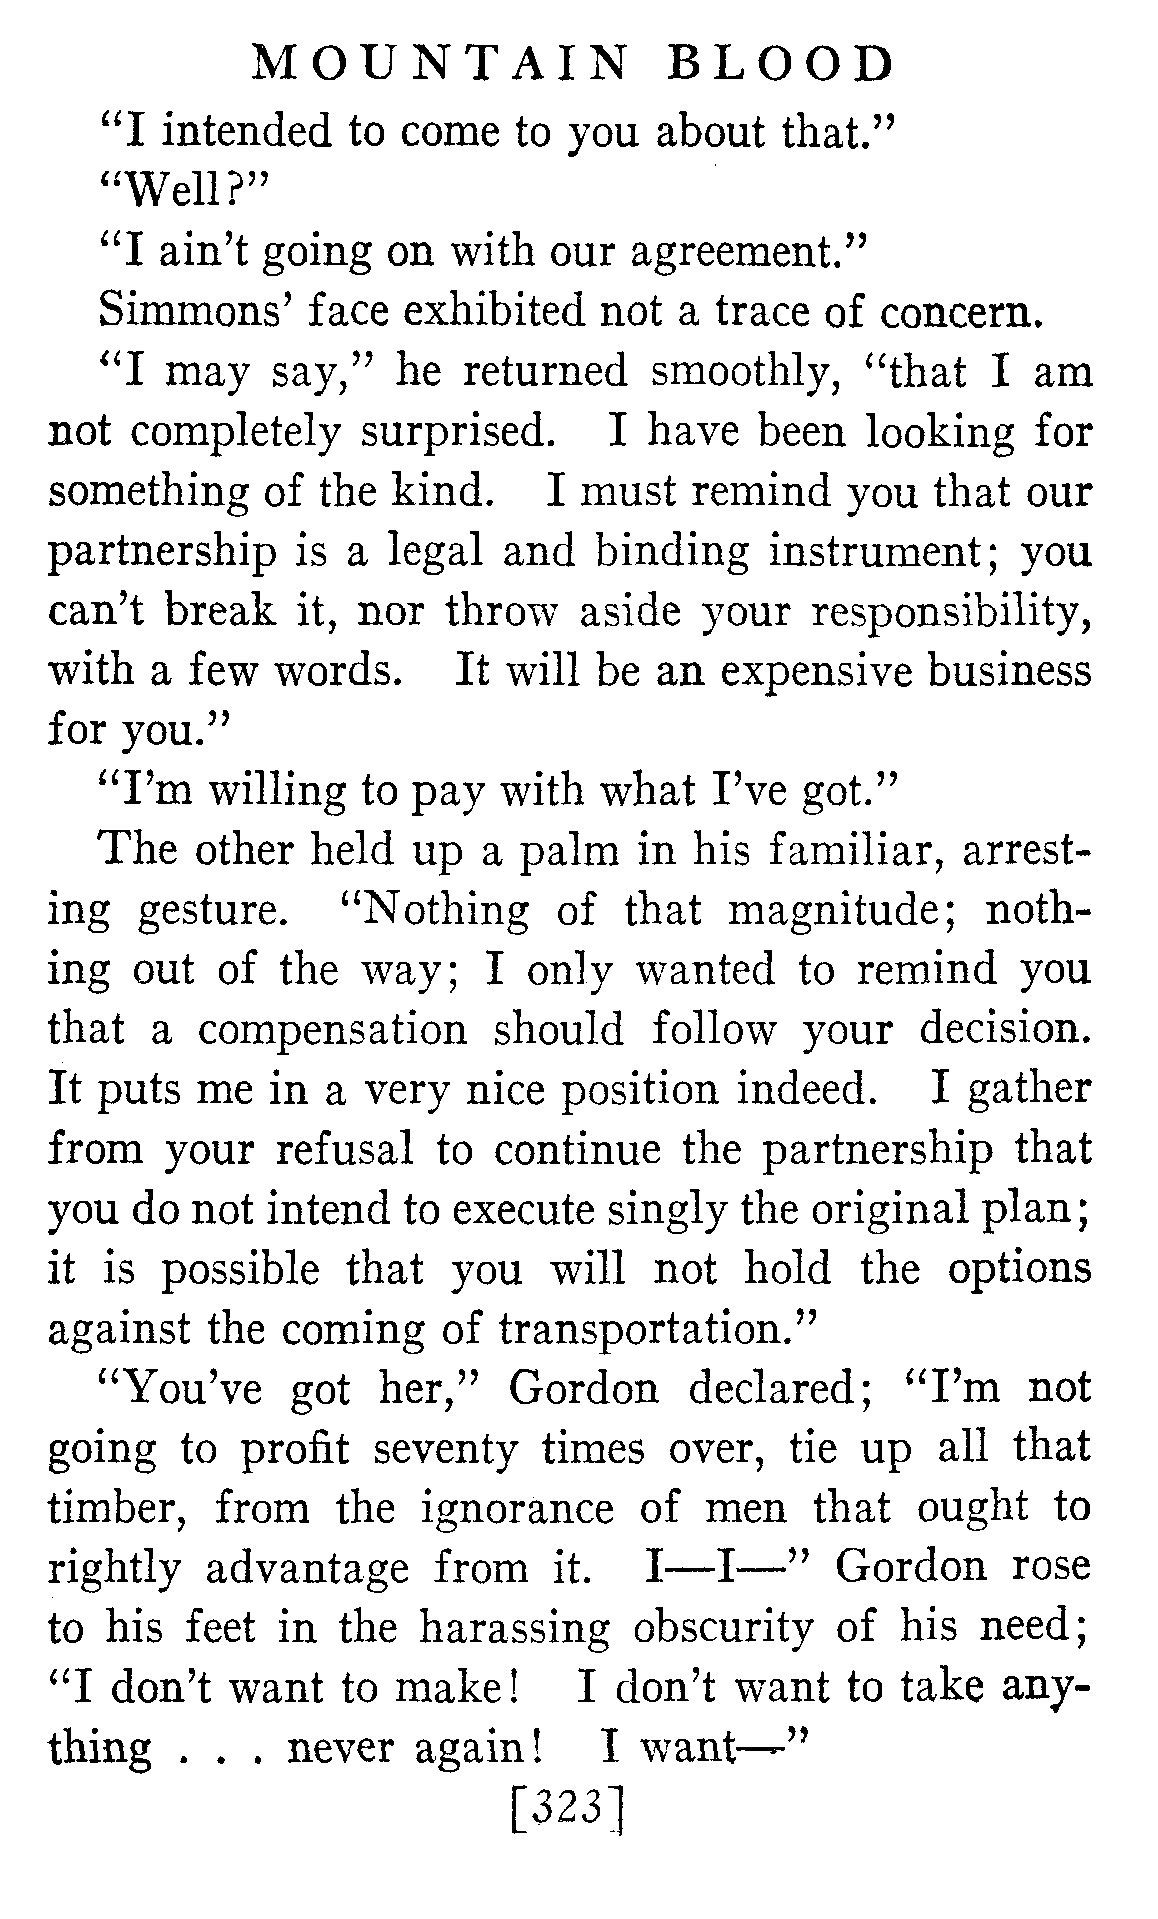 MOUNTAIN BLOOD
“I intended to come to you about that.”
“Well?”
“I ain’t going on with our agreement.”
Simmons’ face exhibited not a trace of concern.
“I may say,” he returned smoothly, “that I am
not completely surprised. I have been looking for
something of the kind. I must remind you that our
partnership is a legal and binding instrument; you
can’t break it, nor throw aside your responsibility,
with a few words. It will be an expensive business
for you.”
“I’m willing to pay with what I’ve got.”
The other held up a palm in his familiar, arrest-
ing gesture. “Nothing of that magnitude; noth-
ing out of the way; I only wanted to remind you
that a compensation should follow your decision.
It puts me in a very nice position indeed. I gather
from your refusal to continue the partnership that
you do not intend to execute singly the original plan;
it is possible that you will not hold the options
against the coming of transportation.”
“You’ve got her,” Gordon declared; “I’m not
going to profit seventy times over, tie up all that
timber, from the ignorance of men that ought to
rightly advantage from it. I—I—” Gordon rose
to his feet in the harassing obscurity of his need;
“I don’t want to make! I don’t want to take any-
thing . . . never again! I want—”
[323]